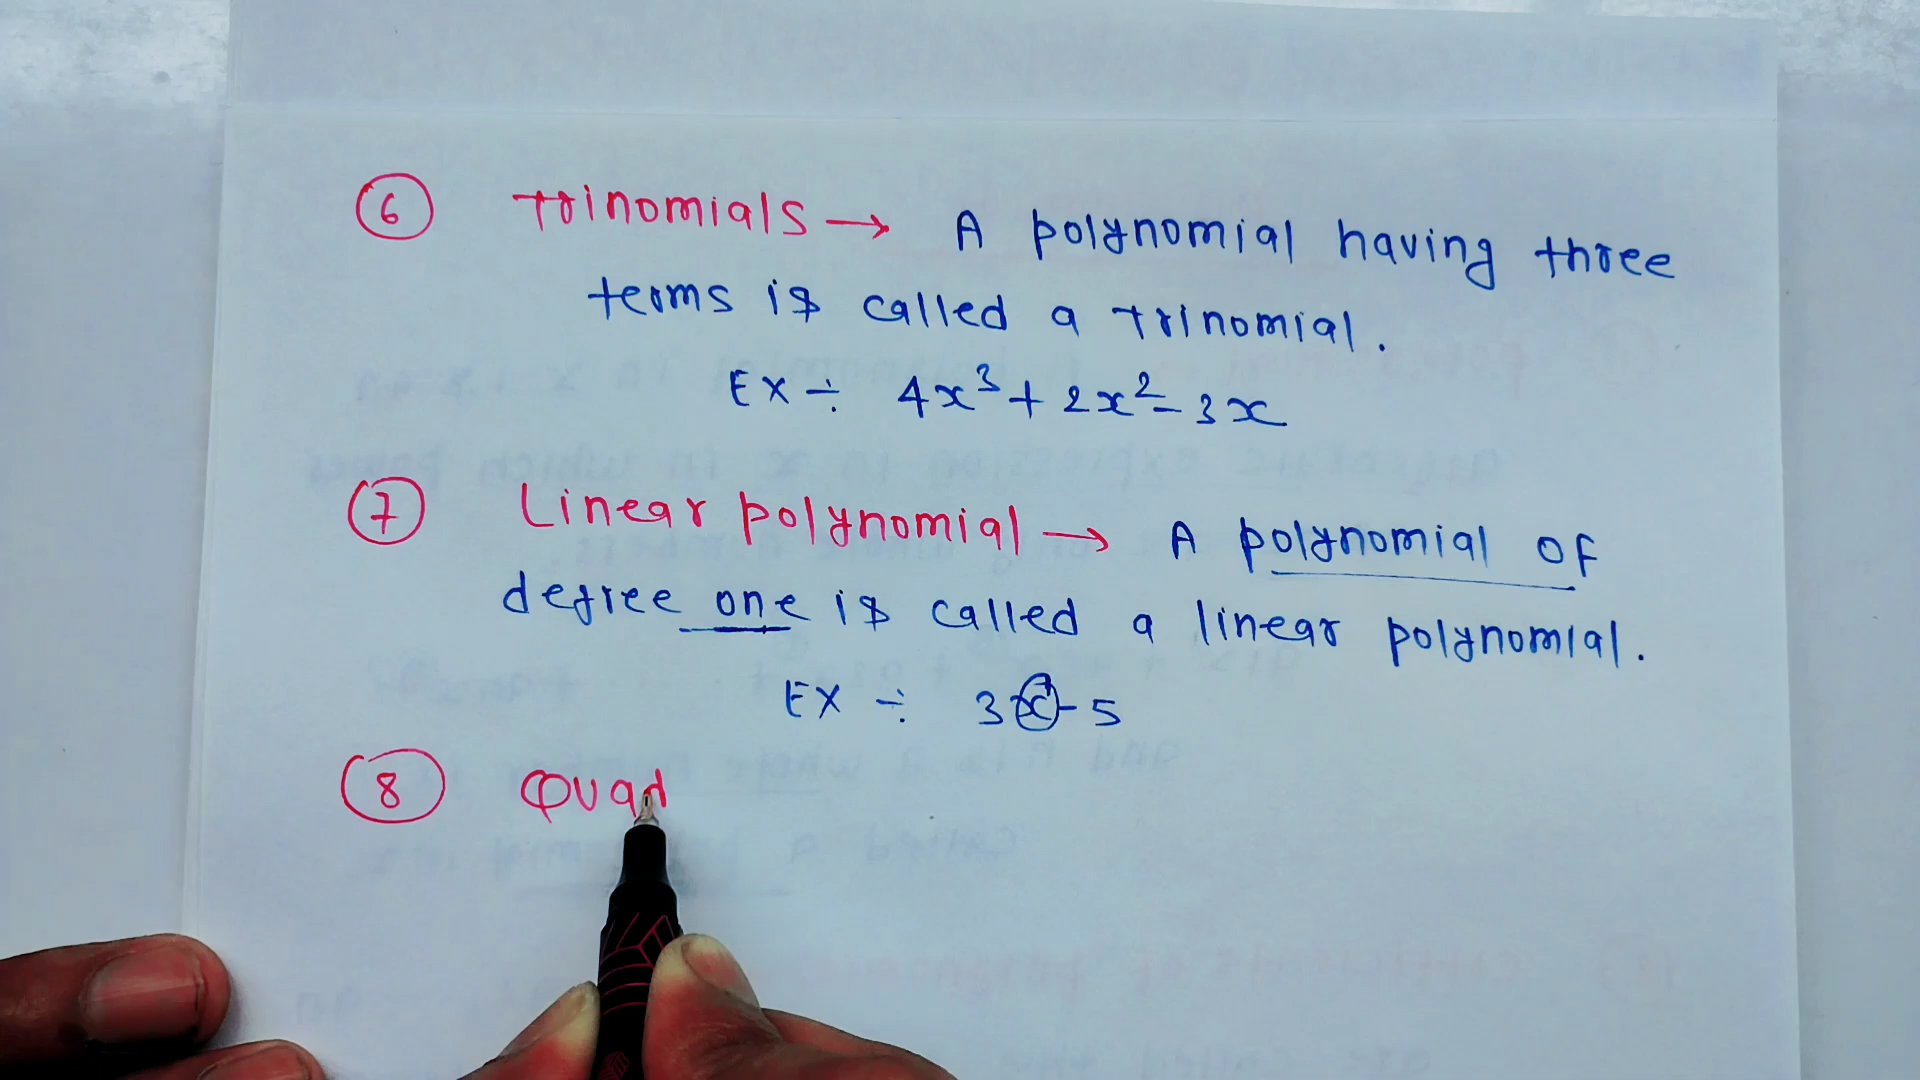 6 Trinomials → A polynomial having three
terms is called a trinomial.
Ex ÷ 4x³ + 2x² - 3x
7 Linear polynomial → A polynomial of
degree one is called a linear polynomial.
Ex ÷ 3x¹ - 5
8 Quad